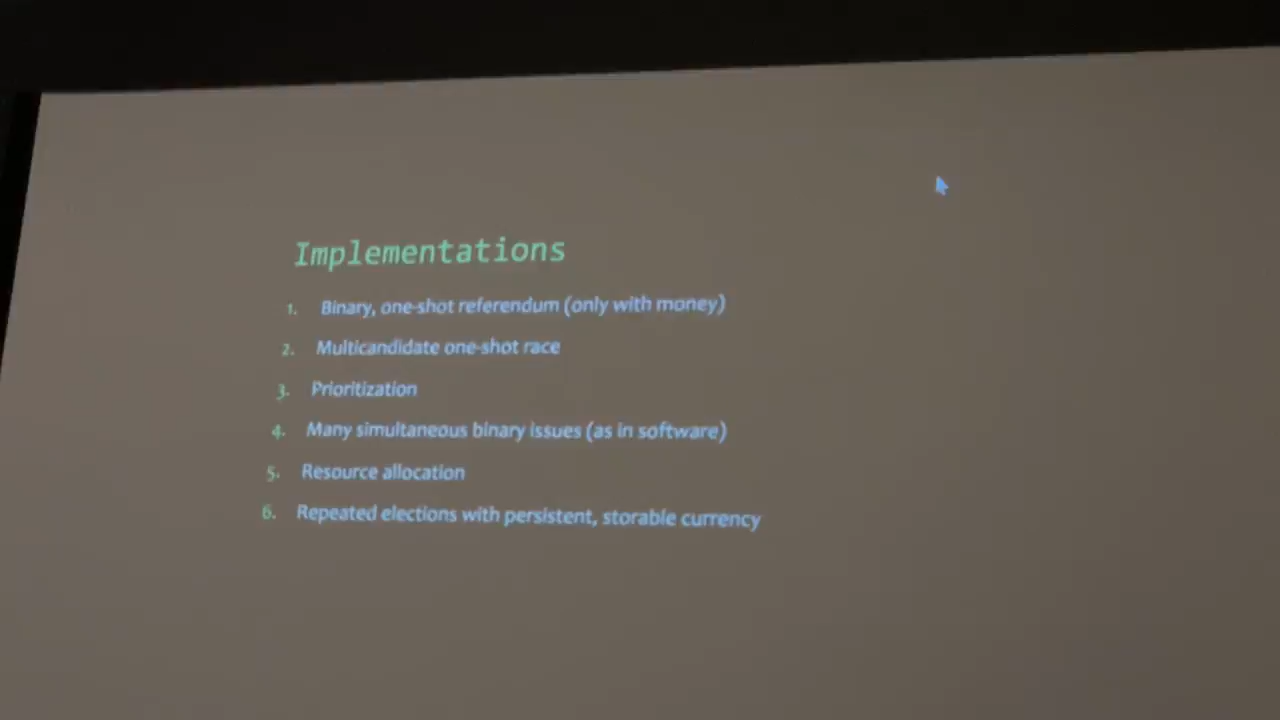 Implementations
1. Binary, one-shot referendum (only with money)
2. Multicandidate one-shot race
3. Prioritization
4. Many simultaneous binary issues (as in software)
5. Resource allocation
6. Repeated elections with persistent, storable currency